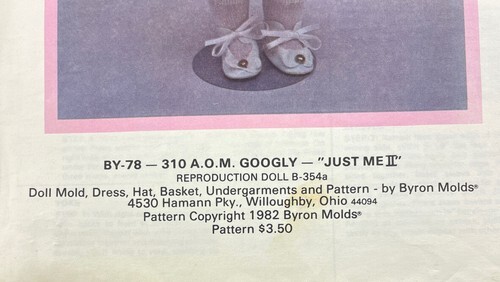 BY-78 — 310 A.O.M. GOOGLY — "JUST ME II"
REPRODUCTION DOLL B-354a
Doll Mold, Dress, Hat, Basket, Undergarments and Pattern - by Byron Molds®
4530 Hamann Pky., Willoughby, Ohio 44094
Pattern Copyright 1982 Byron Molds®
Pattern $3.50